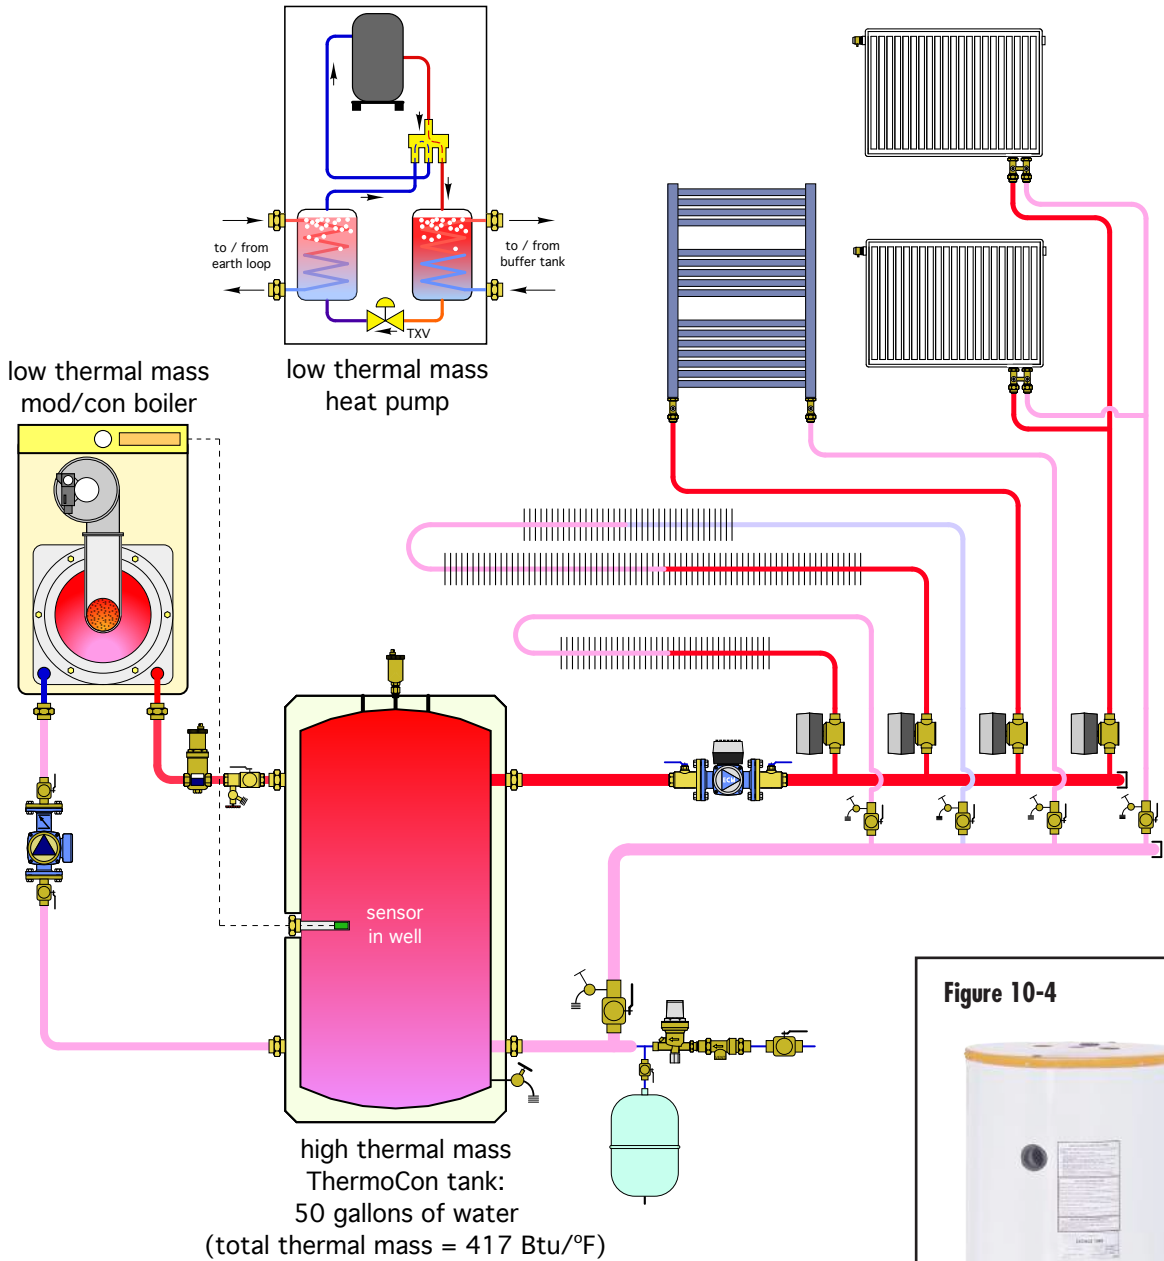 to / from
earth loop
to / from
buffer tank
TXV
low thermal mass
heat pump
low thermal mass
mod/con boiler
sensor
in well
high thermal mass
ThermoCon tank:
50 gallons of water
(total thermal mass = 417 Btu/ºF)
Figure 10-4